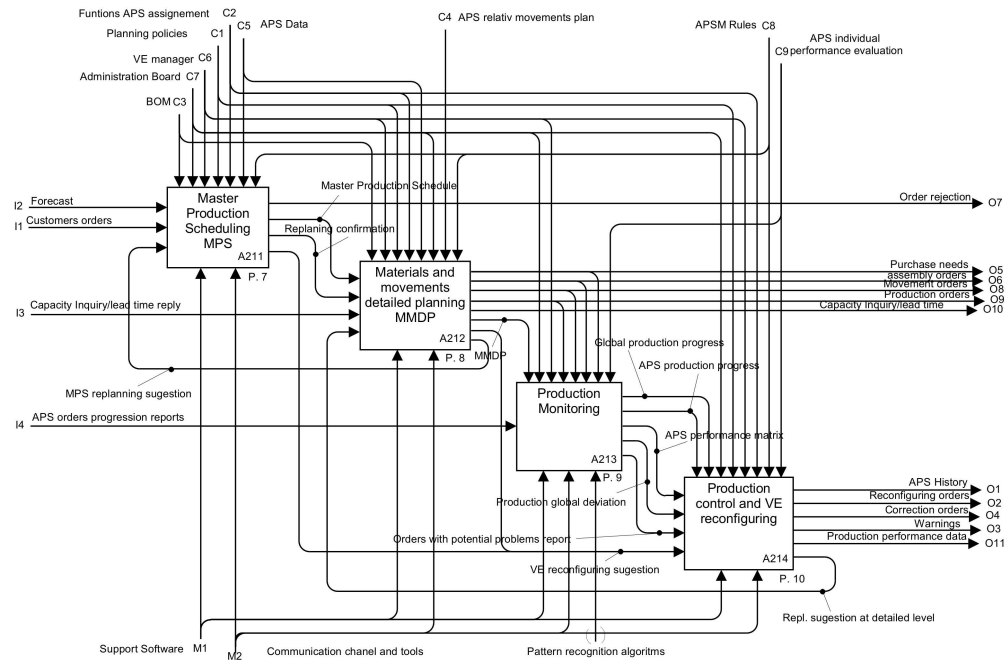 Funtions APS assignement C2
C5 APS Data
C4 APS relativ movements plan
APSM Rules C8
Planning policies C1
C9 APS individual
performance evaluation
VE manager C6
Administration Board C7
BOM C3
Master
Production
Scheduling
MPS
A211
P. 7
Master Production Schedule
Replaning confirmation
I2 Forecast
I1 Customers orders
Order rejection O7
Materials and
movements
detailed planning
MMDP
A212
P. 8
Purchase needs O5
assembly orders O6
Movement orders O8
Production orders O9
Capacity Inquiry/lead time O10
I3 Capacity Inquiry/lead time reply
MMDP
Global production progress
APS production progress
MPS replanning sugestion
Production
Monitoring
A213
P. 9
I4 APS orders progression reports
APS performance matrix
Production global deviation
Production
control and VE
reconfiguring
A214
P. 10
APS History O1
Reconfiguring orders O2
Correction orders O4
Warnings O3
Production performance data O11
Orders with potential problems report
VE reconfiguring sugestion
Repl. sugestion at detailed level
Support Software M1
M2 Communication chanel and tools
Pattern recognition algoritms